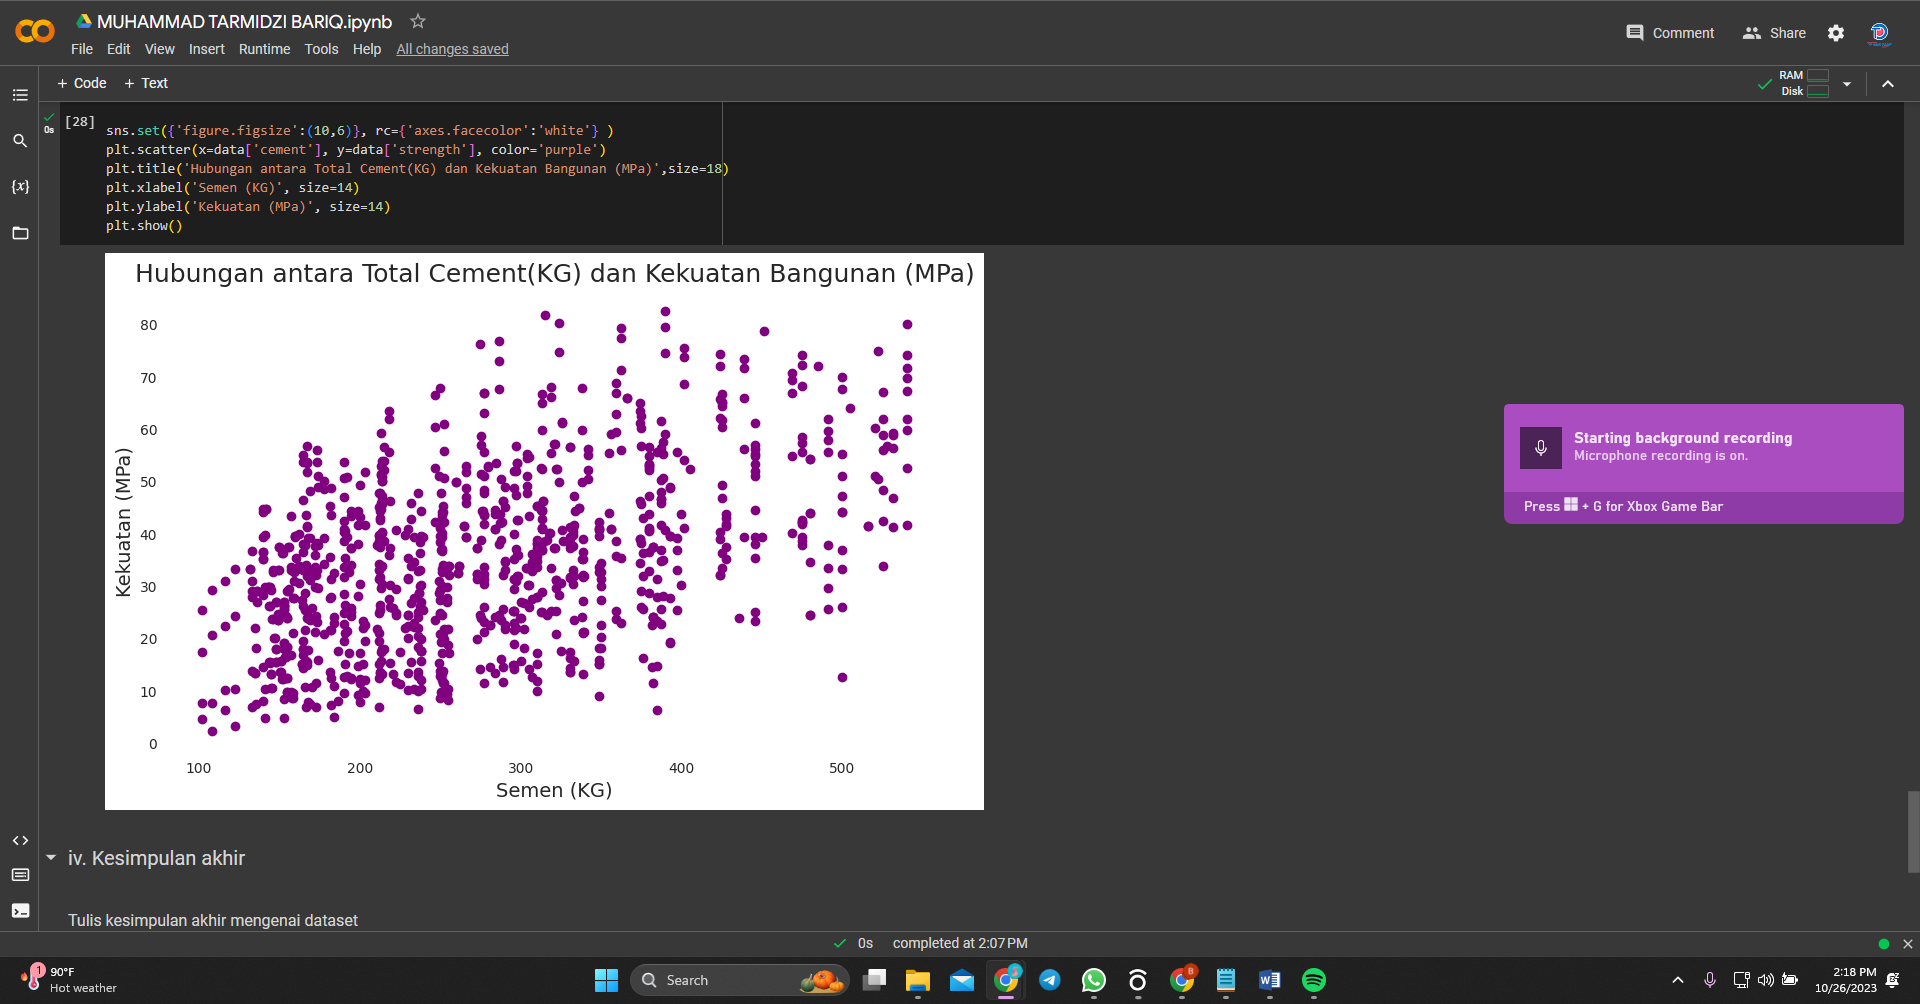 MUHAMMAD TARMIDZI BARIQ.ipynb
File Edit View Insert Runtime Tools Help All changes saved
Comment Share
+ Code + Text
RAM
Disk
[28]
0s
sns.set({'figure.figsize':(10,6)}, rc={'axes.facecolor':'white'} )
plt.scatter(x=data['cement'], y=data['strength'], color='purple')
plt.title('Hubungan antara Total Cement(KG) dan Kekuatan Bangunan (MPa)',size=18)
plt.xlabel('Semen (KG)', size=14)
plt.ylabel('Kekuatan (MPa)', size=14)
plt.show()
{x}
Hubungan antara Total Cement(KG) dan Kekuatan Bangunan (MPa)
80
70
60
50
40
30
20
10
0
Kekuatan (MPa)
100 200 300 400 500
Semen (KG)
Starting background recording
Microphone recording is on.
Press + G for Xbox Game Bar
iv. Kesimpulan akhir
Tulis kesimpulan akhir mengenai dataset
0s completed at 2:07 PM
1
90°F
Hot weather
Search
B
2:18 PM
10/26/2023